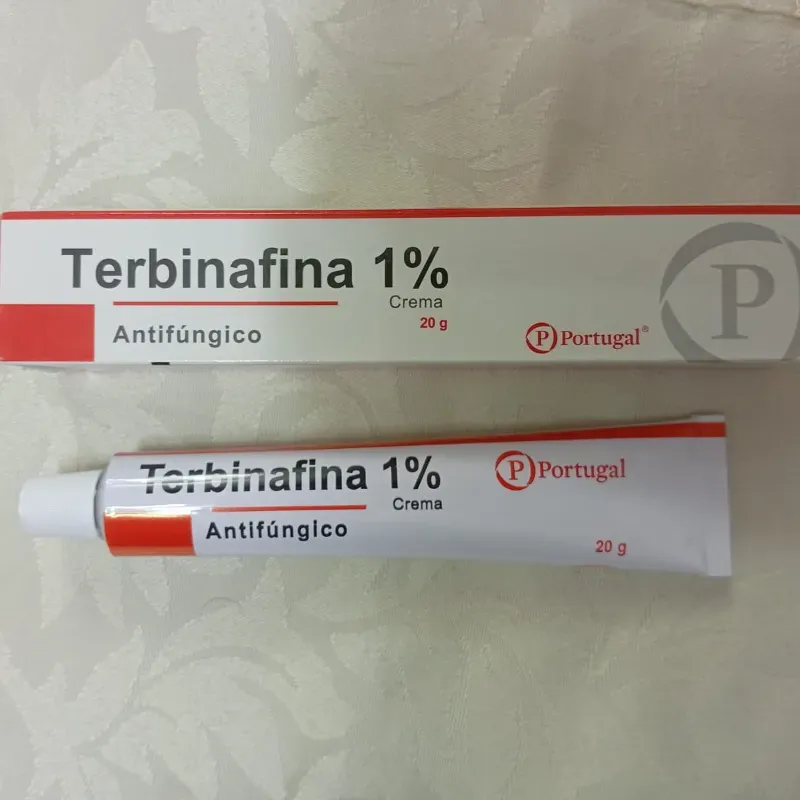 Terbinafina 1%
Crema
20 g
Antifúngico
P Portugal®
P
Terbinafina 1%
Crema
Antifúngico
P Portugal
20 g